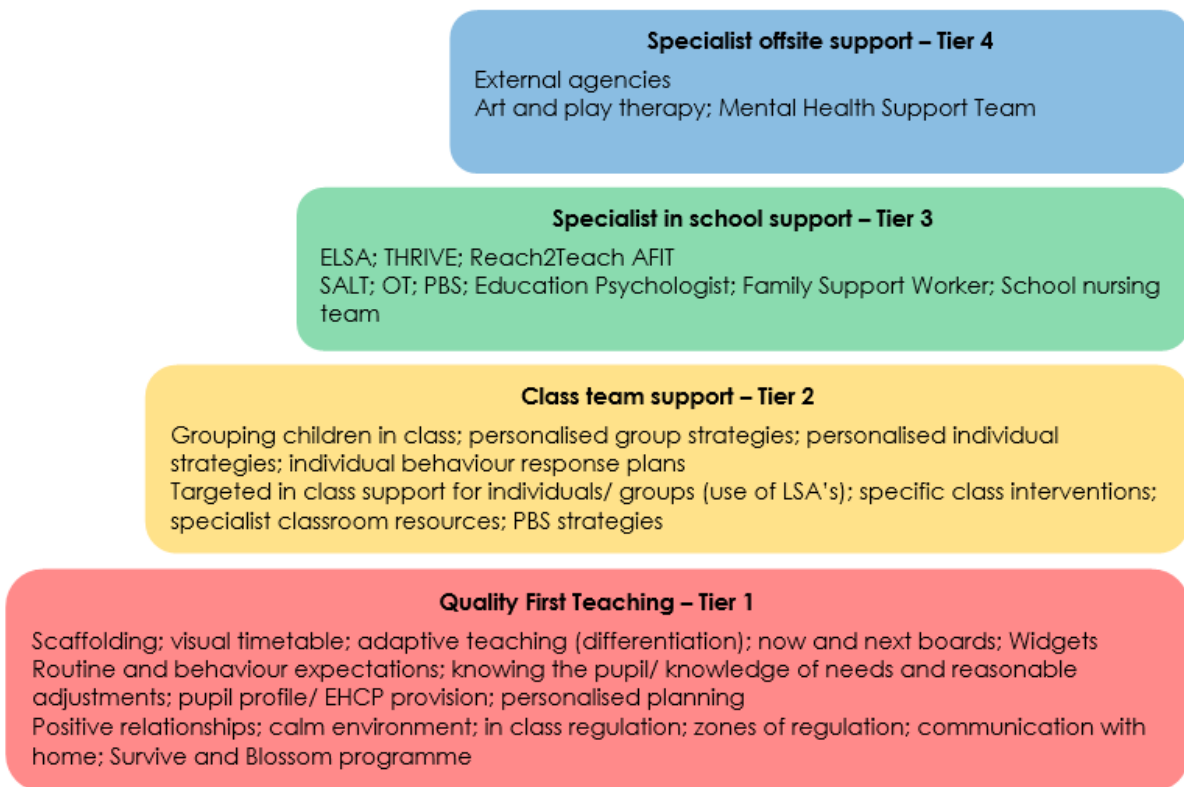 Specialist offsite support – Tier 4
External agencies
Art and play therapy; Mental Health Support Team
Specialist in school support – Tier 3
ELSA; THRIVE; Reach2Teach AFIT
SALT; OT; PBS; Education Psychologist; Family Support Worker; School nursing
team
Class team support – Tier 2
Grouping children in class; personalised group strategies; personalised individual
strategies; individual behaviour response plans
Targeted in class support for individuals/ groups (use of LSA's); specific class interventions;
specialist classroom resources; PBS strategies
Quality First Teaching – Tier 1
Scaffolding; visual timetable; adaptive teaching (differentiation); now and next boards; Widgets
Routine and behaviour expectations; knowing the pupil/ knowledge of needs and reasonable
adjustments; pupil profile/ EHCP provision; personalised planning
Positive relationships; calm environment; in class regulation; zones of regulation; communication with
home; Survive and Blossom programme